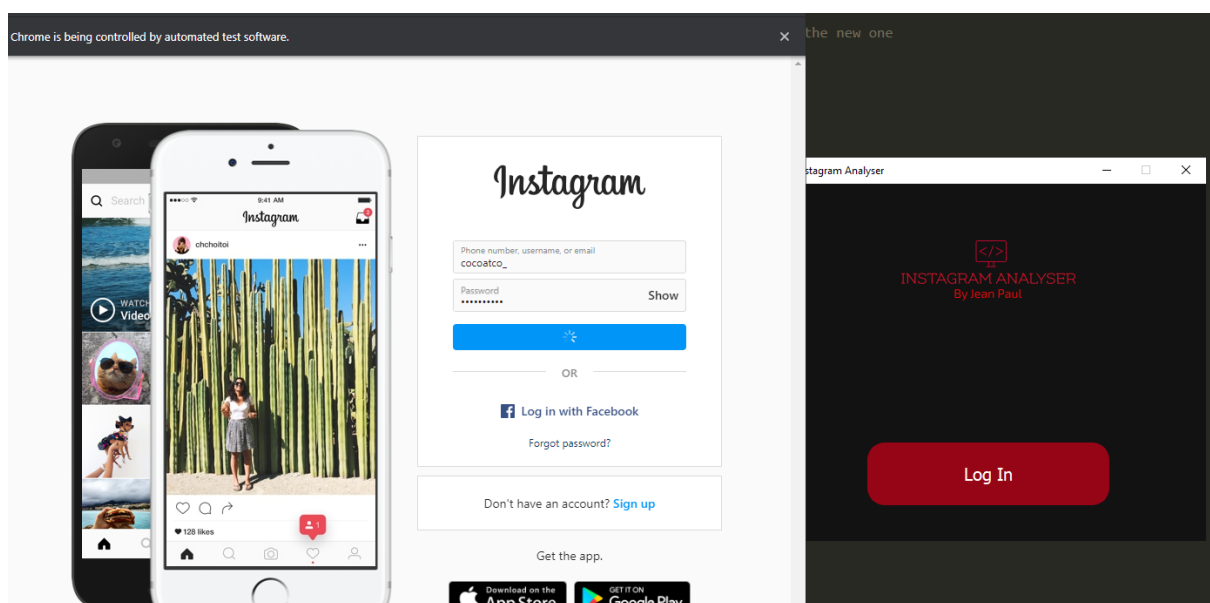 Chrome is being controlled by automated test software.
the new one
Search
9:41 AM
Instagram
chchoitoi
WATCH
Video
128 likes
1
Instagram
Phone number, username, or email
cocoatco_
Password
••••••••••
Show
OR
Log in with Facebook
Forgot password?
Don't have an account? Sign up
Get the app.
Download on the
App Store
GET IT ON
Google Play
stagram Analyser
</>
INSTAGRAM ANALYSER
By Jean Paul
Log In